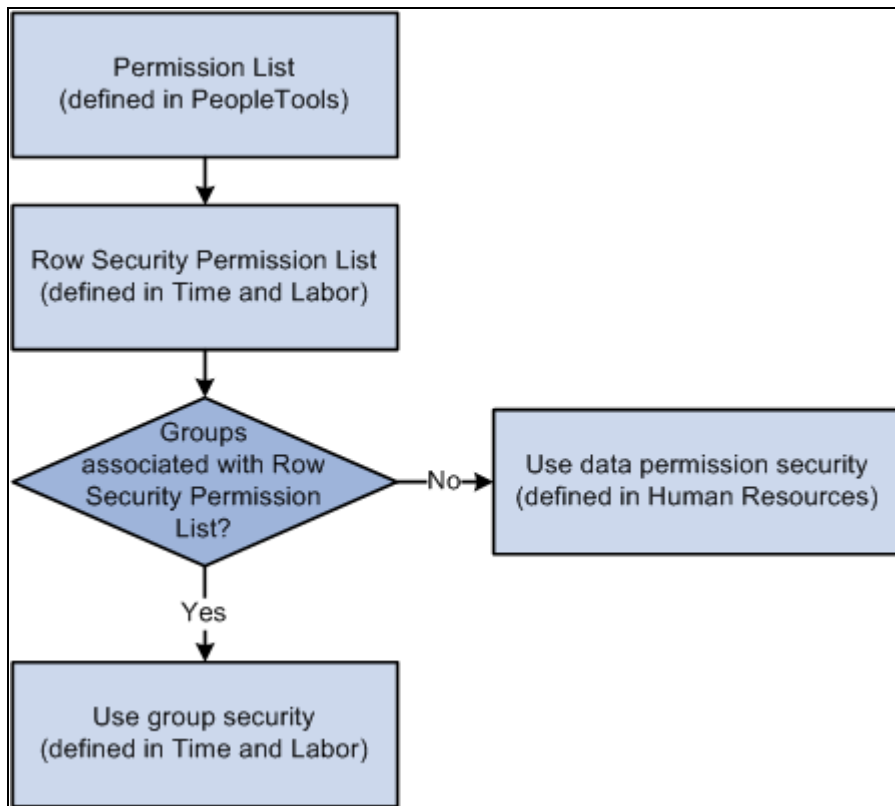 Permission List
(defined in PeopleTools)
Row Security Permission List
(defined in Time and Labor)
Groups
associated with Row
Security Permission
List?
No
Use data permission security
(defined in Human Resources)
Yes
Use group security
(defined in Time and Labor)